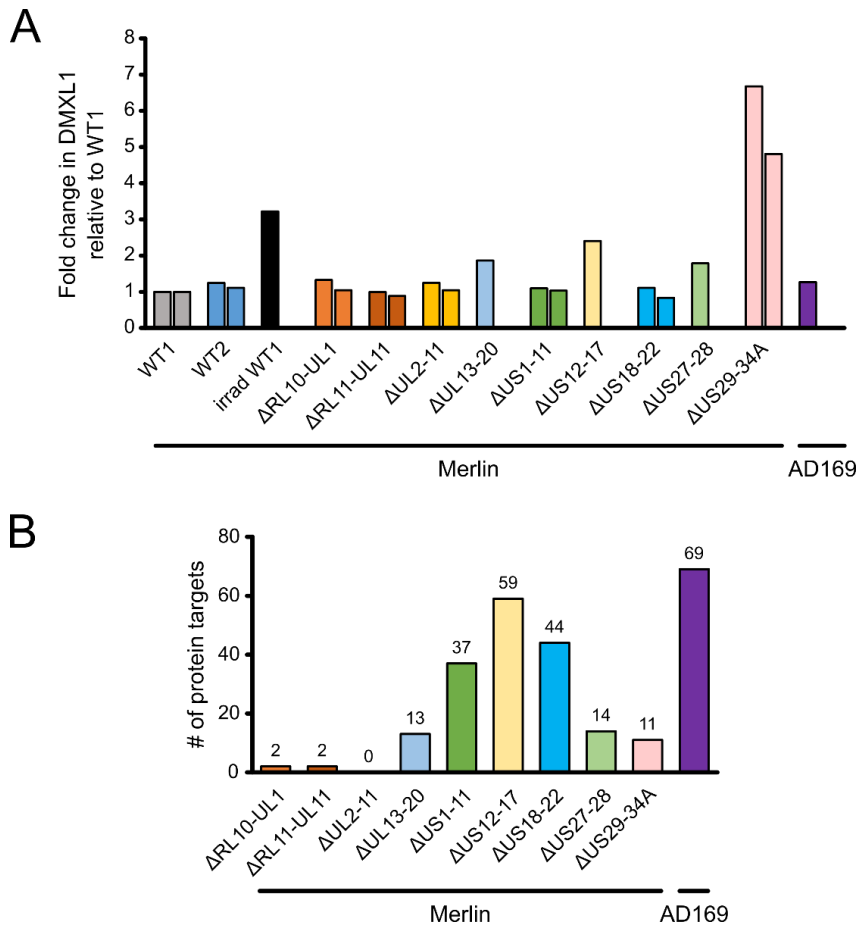 A
Fold change in DMXL1
relative to WT1
8
7
6
5
4
3
2
1
0
WT1
WT2
irrad WT1
ΔRL10-UL1
ΔRL11-UL11
ΔUL2-11
ΔUL13-20
ΔUS1-11
ΔUS12-17
ΔUS18-22
ΔUS27-28
ΔUS29-34A
Merlin
AD169
B
# of protein targets
80
60
40
20
0
2
2
0
13
37
59
44
14
11
69
ΔRL10-UL1
ΔRL11-UL11
ΔUL2-11
ΔUL13-20
ΔUS1-11
ΔUS12-17
ΔUS18-22
ΔUS27-28
ΔUS29-34A
Merlin
AD169